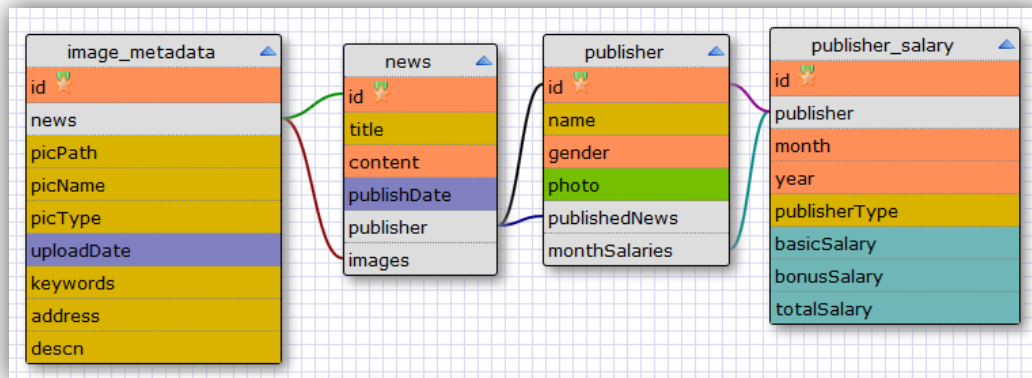 image_metadata
id
news
picPath
picName
picType
uploadDate
keywords
address
descn
news
id
title
content
publishDate
publisher
images
publisher
id
name
gender
photo
publishedNews
monthSalaries
publisher_salary
id
publisher
month
year
publisherType
basicSalary
bonusSalary
totalSalary